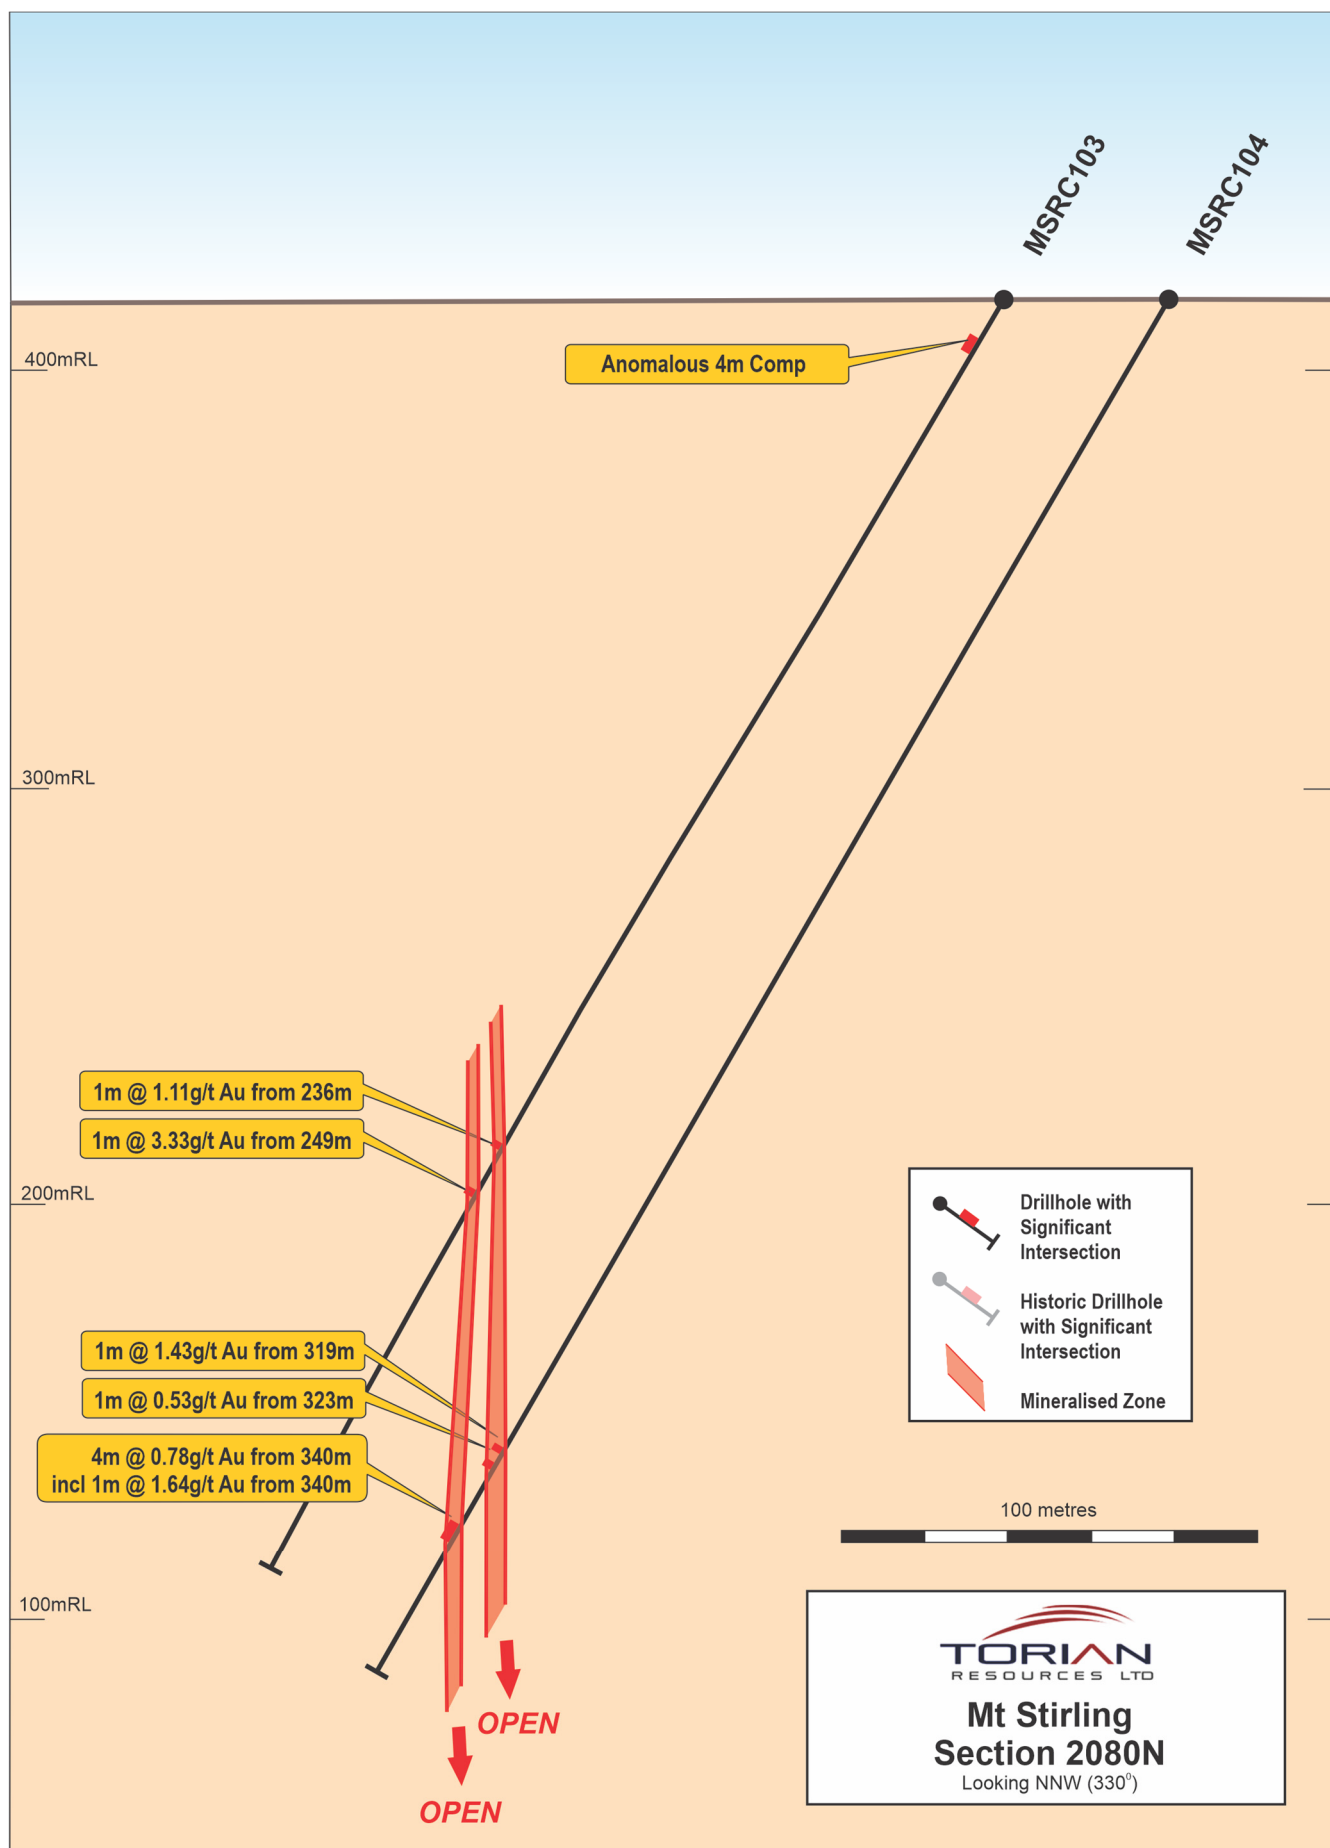 MSRC103
MSRC104
Anomalous 4m Comp
400mRL
300mRL
1m @ 1.11g/t Au from 236m
1m @ 3.33g/t Au from 249m
200mRL
1m @ 1.43g/t Au from 319m
1m @ 0.53g/t Au from 323m
4m @ 0.78g/t Au from 340m
incl 1m @ 1.64g/t Au from 340m
100mRL
OPEN
OPEN
Drillhole with
Significant
Intersection
Historic Drillhole
with Significant
Intersection
Mineralised Zone
100 metres
TORIAN
RESOURCES LTD
Mt Stirling
Section 2080N
Looking NNW (330⁰)